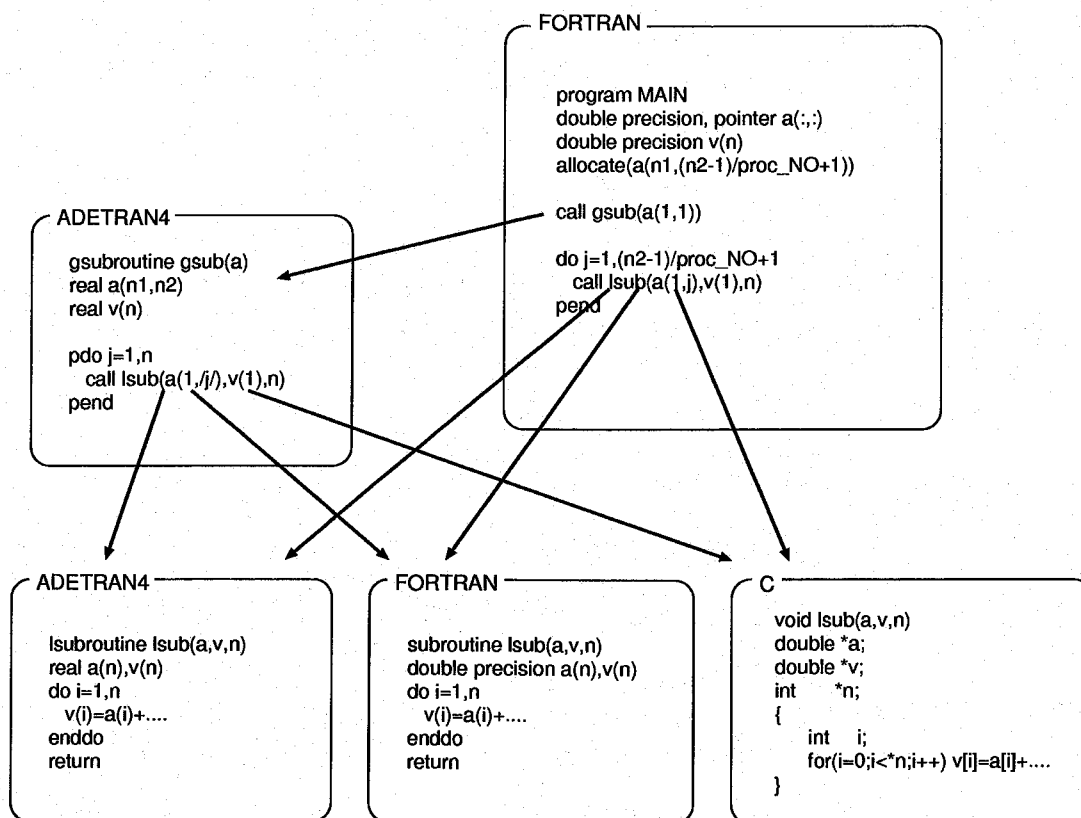 FORTRAN
program MAIN
double precision, pointer a(:,:)
double precision v(n)
allocate(a(n1,(n2-1)/proc_NO+1))
call gsub(a(1,1))
do j=1,(n2-1)/proc_NO+1
call lsub(a(1,j),v(1),n)
pend
ADETRAN4
gsubroutine gsub(a)
real a(n1,n2)
real v(n)
pdo j=1,n
call lsub(a(1,/j/),v(1),n)
pend
ADETRAN4
lsubroutine lsub(a,v,n)
real a(n),v(n)
do i=1,n
v(i)=a(i)+....
enddo
return
FORTRAN
subroutine lsub(a,v,n)
double precision a(n),v(n)
do i=1,n
v(i)=a(i)+....
enddo
return
C
void lsub(a,v,n)
double *a;
double *v;
int *n;
{
int i;
for(i=0;i<*n;i++) v[i]=a[i]+....
}